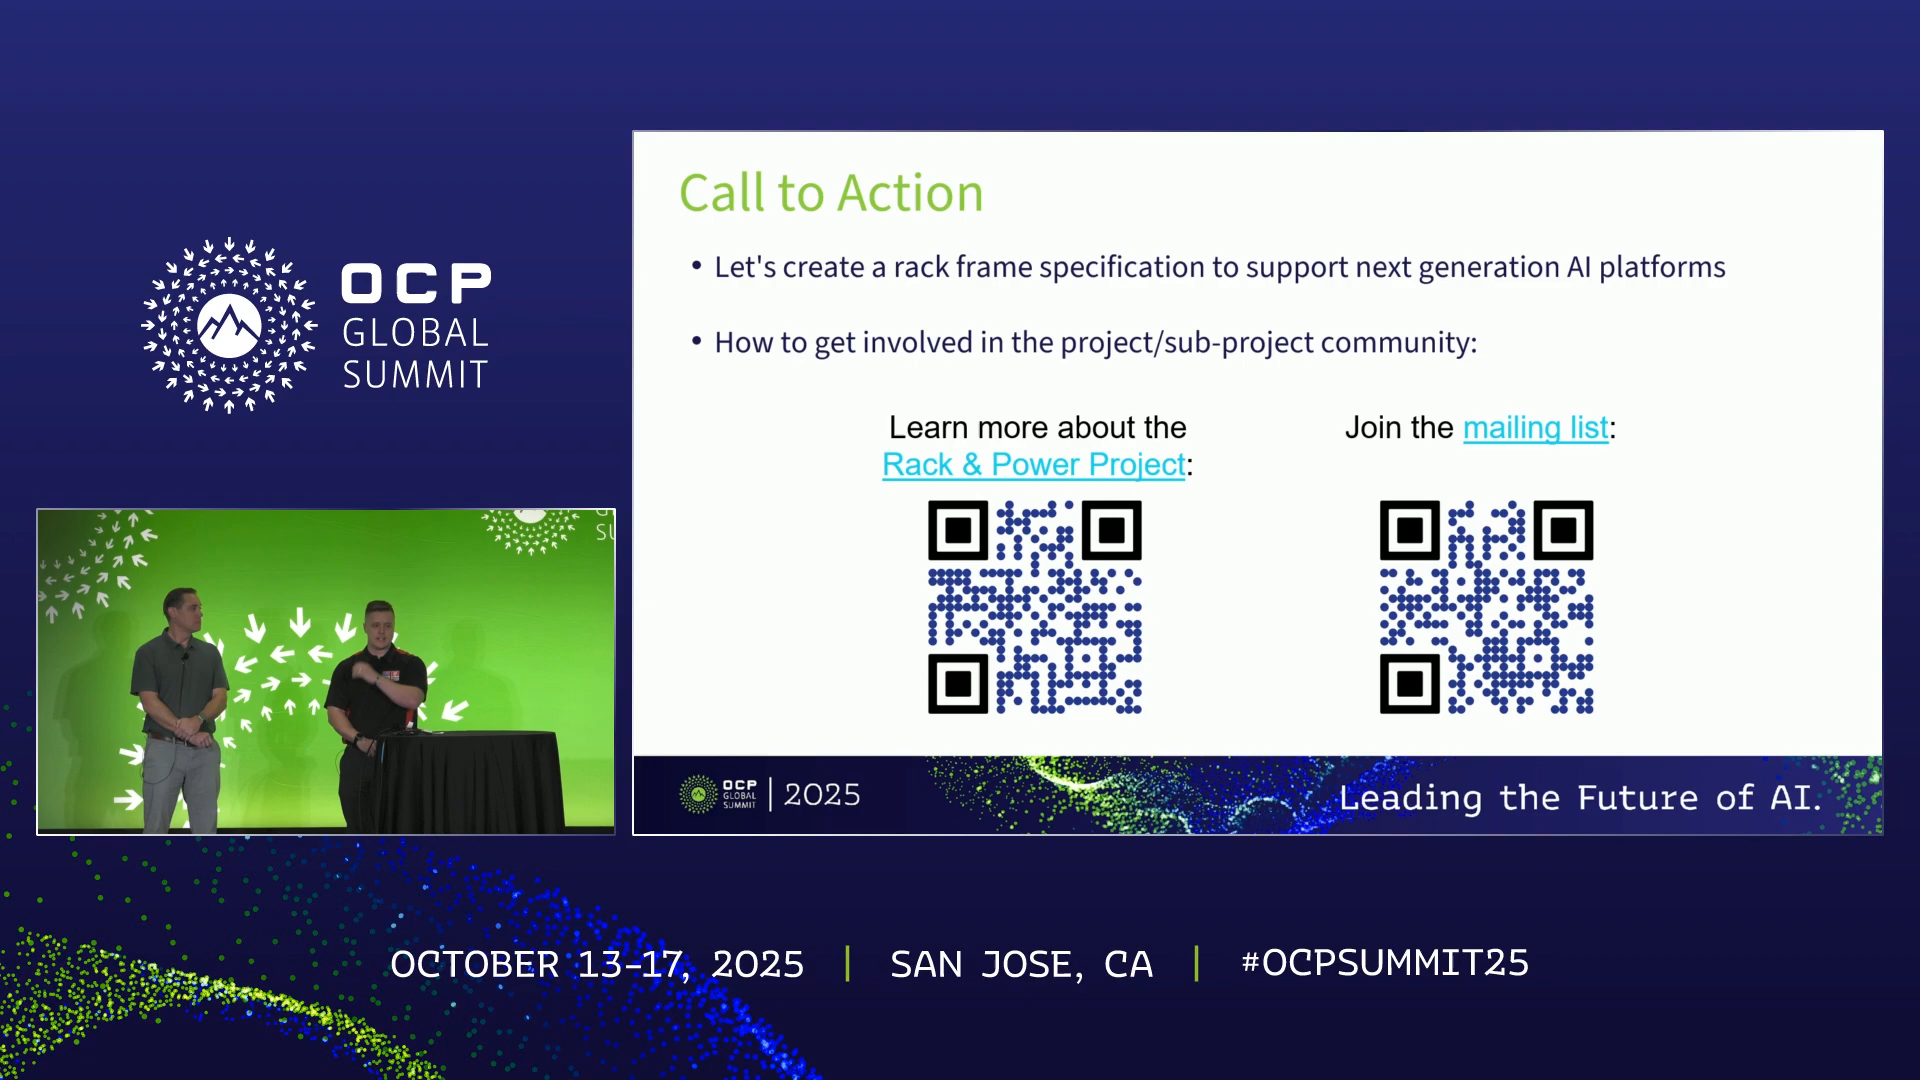 OCP
GLOBAL
SUMMIT
Call to Action
• Let's create a rack frame specification to support next generation AI platforms
• How to get involved in the project/sub-project community:
Learn more about the
Rack & Power Project:
Join the mailing list:
OCP
GLOBAL
SUMMIT
2025
Leading the Future of AI.
OCTOBER 13-17, 2025 | SAN JOSE, CA | #OCPSUMMIT25